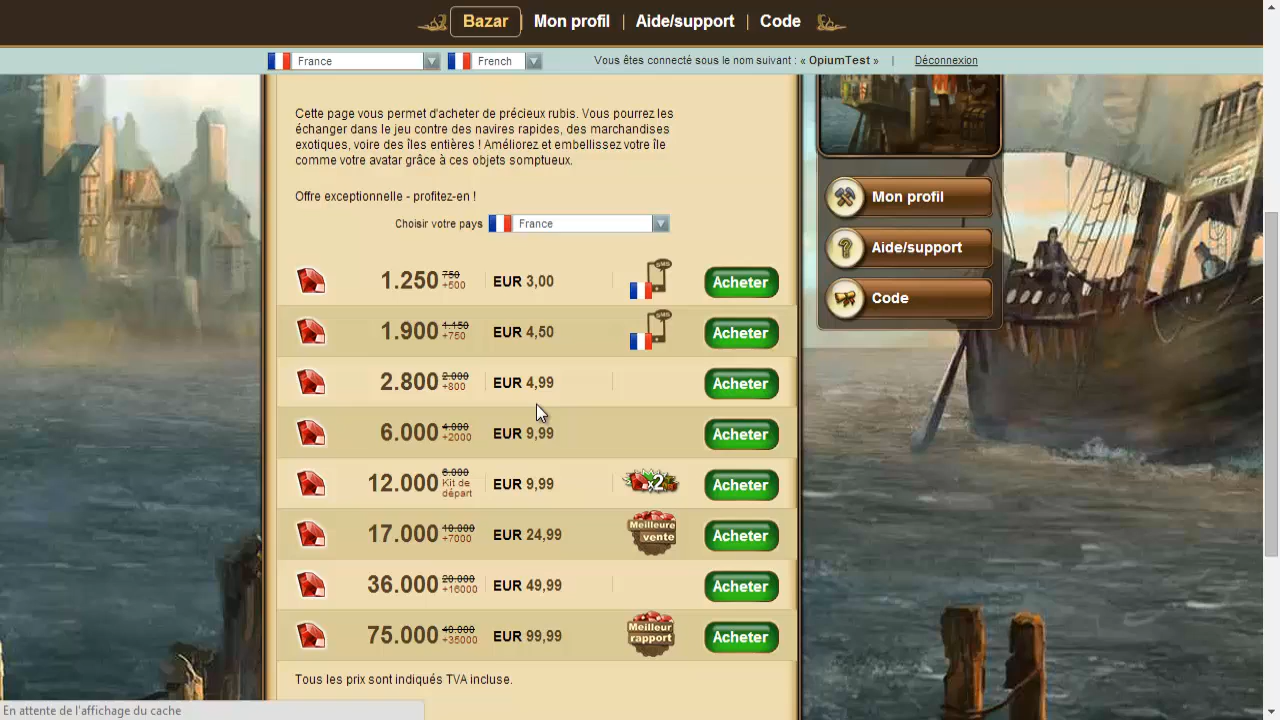 Bazar | Mon profil | Aide/support | Code
France French Vous êtes connecté sous le nom suivant : « OpiumTest » | Déconnexion
Cette page vous permet d'acheter de précieux rubis. Vous pourrez les
échanger dans le jeu contre des navires rapides, des marchandises
exotiques, voire des îles entières ! Améliorez et embellissez votre île
comme votre avatar grâce à ces objets somptueux.
Offre exceptionnelle - profitez-en !
Choisir votre pays France
Mon profil
Aide/support
Code
1.250 750 +500 EUR 3,00 SMS Acheter
1.900 1.150 +750 EUR 4,50 SMS Acheter
2.800 2.000 +800 EUR 4,99 Acheter
6.000 4.000 +2000 EUR 9,99 Acheter
12.000 6.000 Kit de départ EUR 9,99 x2 Acheter
17.000 10.000 +7000 EUR 24,99 Meilleure vente Acheter
36.000 20.000 +16000 EUR 49,99 Acheter
75.000 40.000 +35000 EUR 99,99 Meilleur rapport Acheter
Tous les prix sont indiqués TVA incluse.
En attente de l'affichage du cache